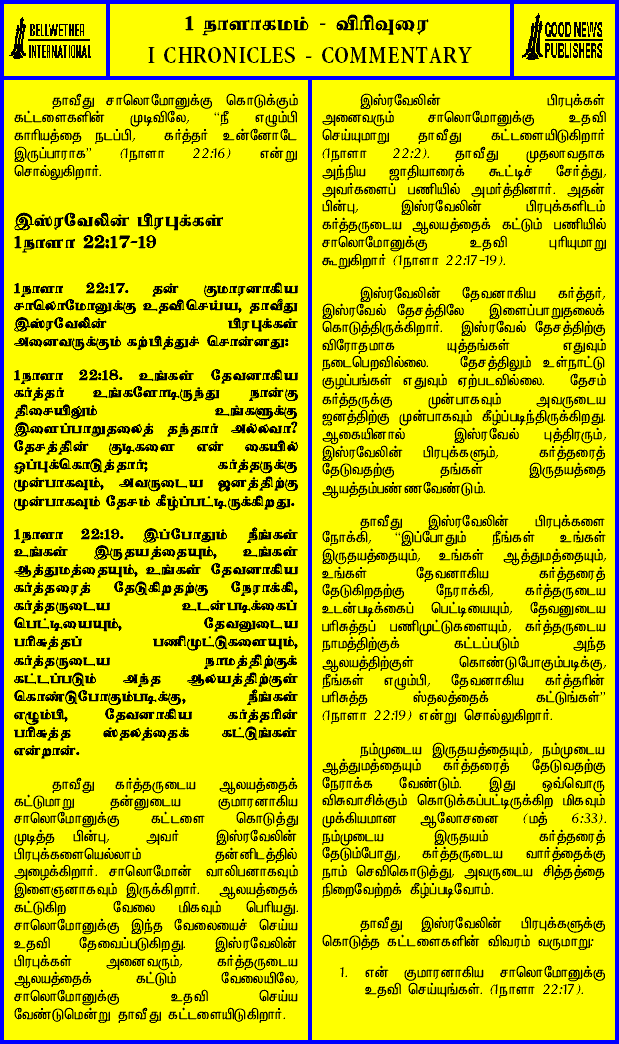 BELLWETHER
INTERNATIONAL
1 நாளாகமம் - விரிவுரை
I CHRONICLES - COMMENTARY
GOOD NEWS
PUBLISHERS
தாவீது சாலொமோனுக்கு கொடுக்கும்
கட்டளைகளின் முடிவிலே, “நீ எழும்பி
காரியத்தை நடப்பி, கர்த்தர் உன்னோடே
இருப்பாராக” (1நாளா 22:16) என்று
சொல்லுகிறார்.
இஸ்ரவேலின் பிரபுக்கள்
1நாளா 22:17-19
1நாளா 22:17. தன் குமாரனாகிய
சாலொமோனுக்கு உதவிசெய்ய, தாவீது
இஸ்ரவேலின் பிரபுக்கள்
அனைவருக்கும் கற்பித்துச் சொன்னது:
1நாளா 22:18. உங்கள் தேவனாகிய
கர்த்தர் உங்களோடிருந்து நான்கு
திசையிலும் உங்களுக்கு
இளைப்பாறுதலைத் தந்தார் அல்லவா?
தேசத்தின் குடிகளை என் கையில்
ஒப்புக்கொடுத்தார்; கர்த்தருக்கு
முன்பாகவும், அவருடைய ஜனத்திற்கு
முன்பாகவும் தேசம் கீழ்ப்பட்டிருக்கிறது.
1நாளா 22:19. இப்போதும் நீங்கள்
உங்கள் இருதயத்தையும், உங்கள்
ஆத்துமத்தையும், உங்கள் தேவனாகிய
கர்த்தரைத் தேடுகிறதற்கு நேராக்கி,
கர்த்தருடைய உடன்படிக்கைப்
பெட்டியையும், தேவனுடைய
பரிசுத்தப் பணிமுட்டுகளையும்,
கர்த்தருடைய நாமத்திற்குக்
கட்டப்படும் அந்த ஆலயத்திற்குள்
கொண்டுபோகும்படிக்கு, நீங்கள்
எழும்பி, தேவனாகிய கர்த்தரின்
பரிசுத்த ஸ்தலத்தைக் கட்டுங்கள்
என்றான்.
தாவீது கர்த்தருடைய ஆலயத்தைக்
கட்டுமாறு தன்னுடைய குமாரனாகிய
சாலொமோனுக்கு கட்டளை கொடுத்து
முடித்த பின்பு, அவர் இஸ்ரவேலின்
பிரபுக்களையெல்லாம் தன்னிடத்தில்
அழைக்கிறார். சாலொமோன் வாலிபனாகவும்
இளைஞனாகவும் இருக்கிறார். ஆலயத்தைக்
கட்டுகிற வேலை மிகவும் பெரியது.
சாலொமோனுக்கு இந்த வேலையைச் செய்ய
உதவி தேவைப்படுகிறது. இஸ்ரவேலின்
பிரபுக்கள் அனைவரும், கர்த்தருடைய
ஆலயத்தைக் கட்டும் வேலையிலே,
சாலொமோனுக்கு உதவி செய்ய
வேண்டுமென்று தாவீது கட்டளையிடுகிறார்.
இஸ்ரவேலின் பிரபுக்கள்
அனைவரும் சாலொமோனுக்கு உதவி
செய்யுமாறு தாவீது கட்டளையிடுகிறார்
(1நாளா 22:2). தாவீது முதலாவதாக
அந்நிய ஜாதியாரைக் கூட்டிச் சேர்த்து,
அவர்களைப் பணியில் அமர்த்தினார். அதன்
பின்பு, இஸ்ரவேலின் பிரபுக்களிடம்
கர்த்தருடைய ஆலயத்தைக் கட்டும் பணியில்
சாலொமோனுக்கு உதவி புரியுமாறு
கூறுகிறார் (1நாளா 22:17-19).
இஸ்ரவேலின் தேவனாகிய கர்த்தர்,
இஸ்ரவேல் தேசத்திலே இளைப்பாறுதலைக்
கொடுத்திருக்கிறார். இஸ்ரவேல் தேசத்திற்கு
விரோதமாக யுத்தங்கள் எதுவும்
நடைபெறவில்லை. தேசத்திலும் உள்நாட்டு
குழப்பங்கள் எதுவும் ஏற்படவில்லை. தேசம்
கர்த்தருக்கு முன்பாகவும் அவருடைய
ஜனத்திற்கு முன்பாகவும் கீழ்ப்படிந்திருக்கிறது.
ஆகையினால் இஸ்ரவேல் புத்திரரும்,
இஸ்ரவேலின் பிரபுக்களும், கர்த்தரைத்
தேடுவதற்கு தங்கள் இருதயத்தை
ஆயத்தம்பண்ணவேண்டும்.
தாவீது இஸ்ரவேலின் பிரபுக்களை
நோக்கி, “இப்போதும் நீங்கள் உங்கள்
இருதயத்தையும், உங்கள் ஆத்துமத்தையும்,
உங்கள் தேவனாகிய கர்த்தரைத்
தேடுகிறதற்கு நேராக்கி, கர்த்தருடைய
உடன்படிக்கைப் பெட்டியையும், தேவனுடைய
பரிசுத்தப் பணிமுட்டுகளையும், கர்த்தருடைய
நாமத்திற்குக் கட்டப்படும் அந்த
ஆலயத்திற்குள் கொண்டுபோகும்படிக்கு,
நீங்கள் எழும்பி, தேவனாகிய கர்த்தரின்
பரிசுத்த ஸ்தலத்தைக் கட்டுங்கள்”
(1நாளா 22:19) என்று சொல்லுகிறார்.
நம்முடைய இருதயத்தையும், நம்முடைய
ஆத்துமத்தையும் கர்த்தரைத் தேடுவதற்கு
நேராக்க வேண்டும். இது ஒவ்வொரு
விசுவாசிக்கும் கொடுக்கப்பட்டிருக்கிற மிகவும்
முக்கியமான ஆலோசனை (மத் 6:33).
நம்முடைய இருதயம் கர்த்தரைத்
தேடும்போது, கர்த்தருடைய வார்த்தைக்கு
நாம் செவிகொடுத்து, அவருடைய சித்தத்தை
நிறைவேற்றக் கீழ்ப்படிவோம்.
தாவீது இஸ்ரவேலின் பிரபுக்களுக்கு
கொடுத்த கட்டளைகளின் விவரம் வருமாறு:
1. என் குமாரனாகிய சாலொமோனுக்கு
உதவி செய்யுங்கள். (1நாளா 22:17).